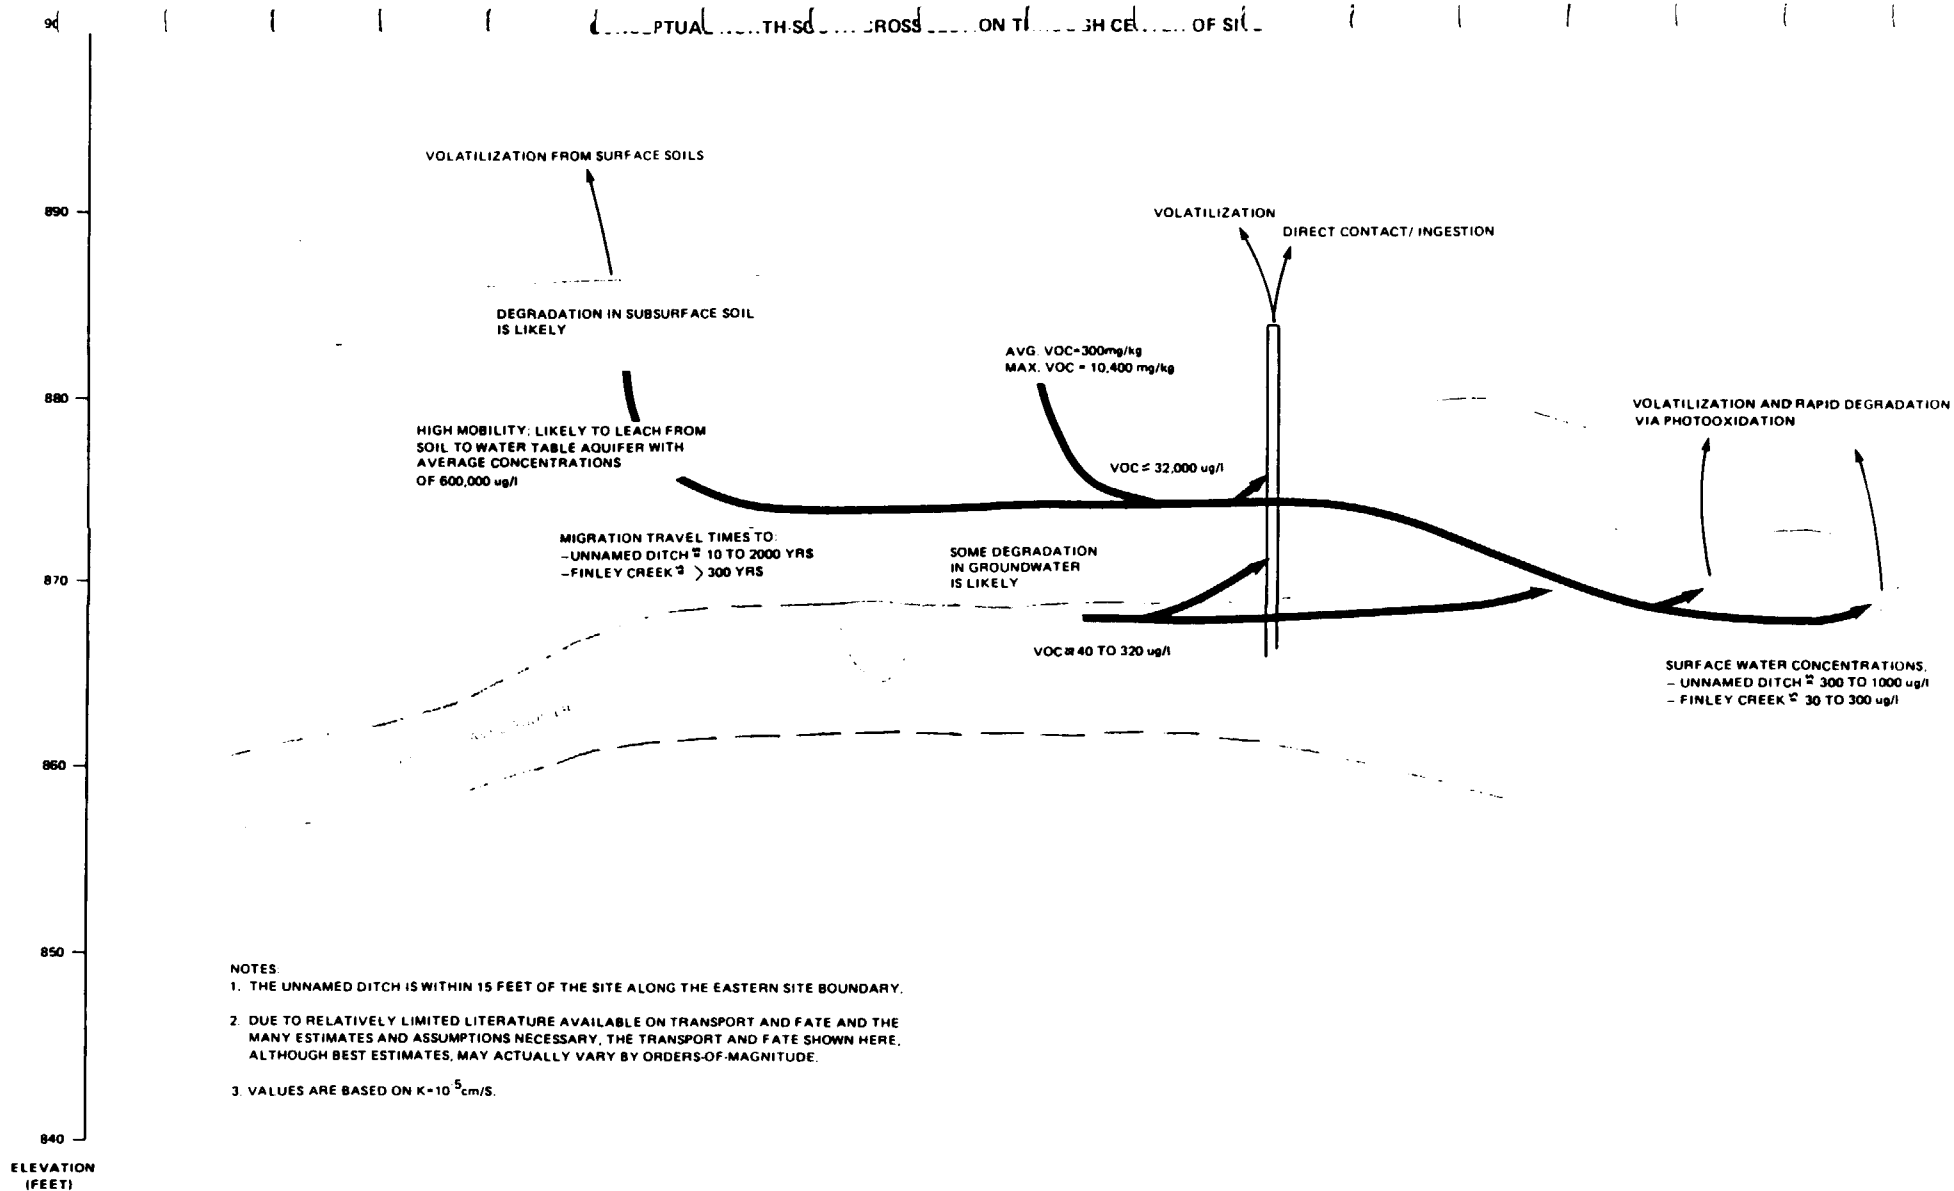 OF
VOLATILIZATION FROM SURFACE SOILS
890
VOLATILIZATION
DIRECT CONTACT/ INGESTION
DEGRADATION IN SUBSURFACE SOIL
IS LIKELY
AVG. VOC=300mg/kg
MAX. VOC = 10,400 mg/kg
880
VOLATILIZATION AND RAPID DEGRADATION
VIA PHOTOOXIDATION
HIGH MOBILITY; LIKELY TO LEACH FROM
SOIL TO WATER TABLE AQUIFER WITH
AVERAGE CONCENTRATIONS
OF 600,000 ug/l
VOC ≤ 32,000 ug/l
MIGRATION TRAVEL TIMES TO:
-UNNAMED DITCH ≅ 10 TO 2000 YRS
-FINLEY CREEK ≅ > 300 YRS
SOME DEGRADATION
IN GROUNDWATER
IS LIKELY
870
VOC ≅ 40 TO 320 ug/l
SURFACE WATER CONCENTRATIONS,
- UNNAMED DITCH ≅ 300 TO 1000 ug/l
- FINLEY CREEK ≅ 30 TO 300 ug/l
860
850
NOTES:
1. THE UNNAMED DITCH IS WITHIN 15 FEET OF THE SITE ALONG THE EASTERN SITE BOUNDARY.
2. DUE TO RELATIVELY LIMITED LITERATURE AVAILABLE ON TRANSPORT AND FATE AND THE
MANY ESTIMATES AND ASSUMPTIONS NECESSARY, THE TRANSPORT AND FATE SHOWN HERE,
ALTHOUGH BEST ESTIMATES, MAY ACTUALLY VARY BY ORDERS-OF-MAGNITUDE.
3. VALUES ARE BASED ON K=10⁻⁵cm/S.
840
ELEVATION
(FEET)